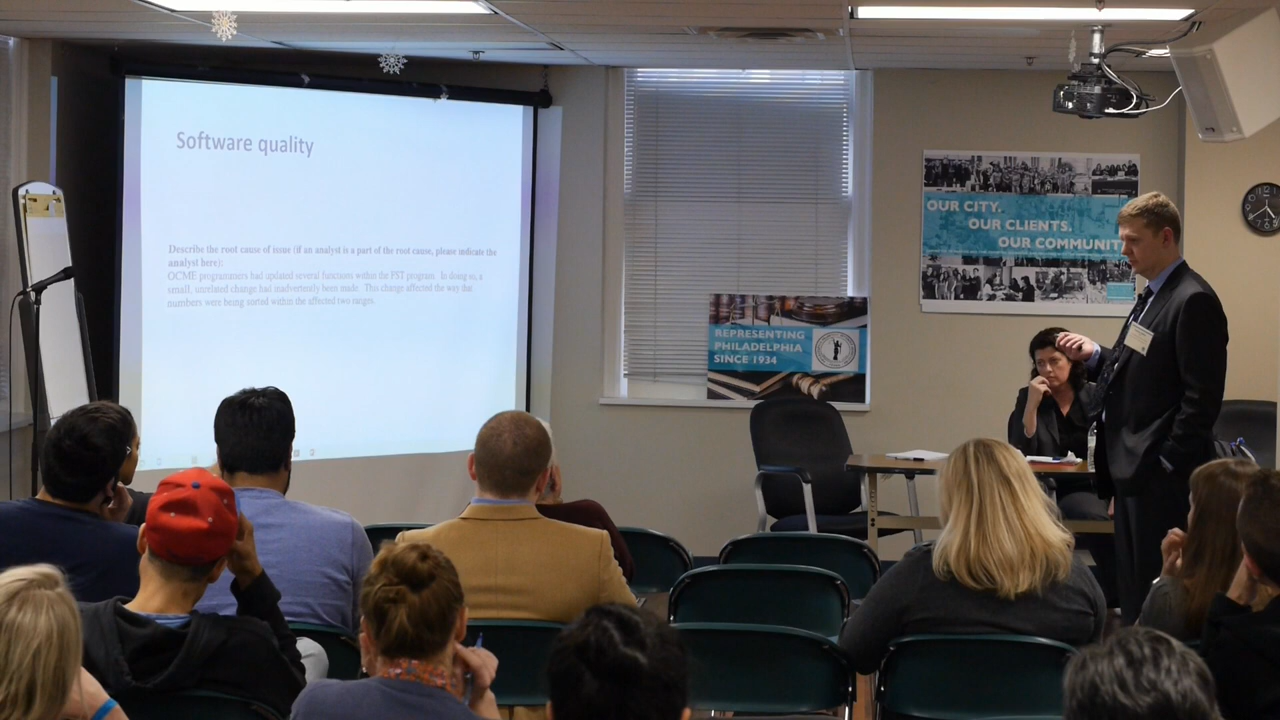 Software quality
Describe the root cause of issue (if an analyst is a part of the root cause, please indicate the
analyst here):
OCME programmers had updated several functions within the FST program. In doing so, a
small, unrelated change had inadvertently been made. This change affected the way that
numbers were being sorted within the affected two ranges.
REPRESENTING
PHILADELPHIA
SINCE 1934
OUR CITY.
OUR CLIENTS.
OUR COMMUNIT